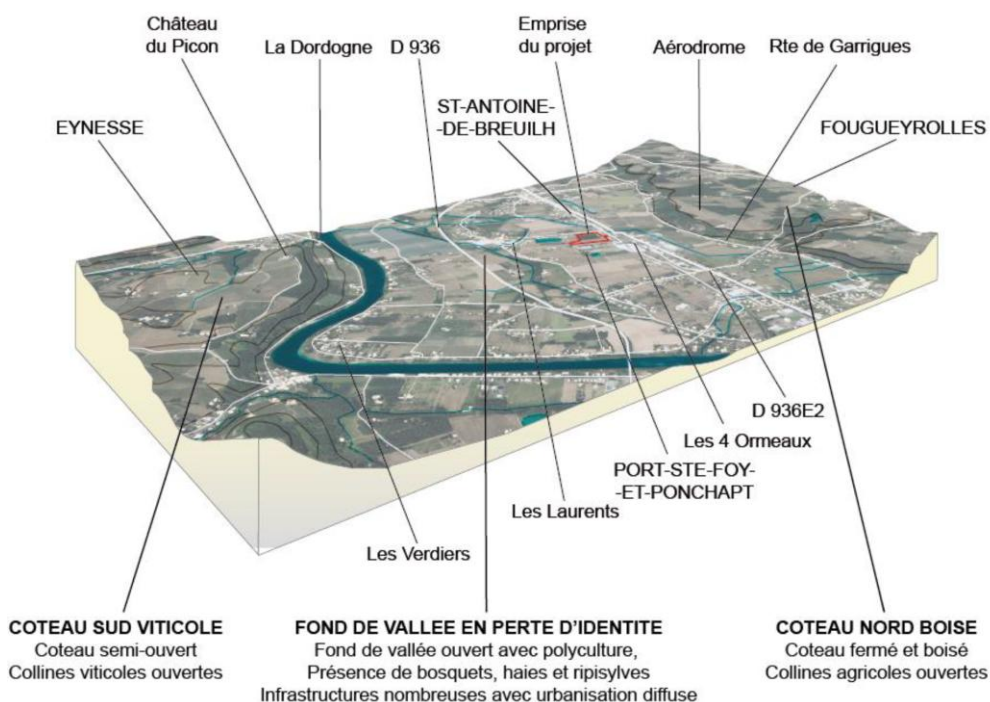 Château
du Picon
La Dordogne
D 936
Emprise
du projet
Aérodrome
Rte de Garrigues
EYNESSE
ST-ANTOINE-
-DE-BREUILH
FOUGUEYROLLES
D 936E2
Les 4 Ormeaux
PORT-STE-FOY-
-ET-PONCHAPT
Les Laurents
Les Verdiers
COTEAU SUD VITICOLE
Coteau semi-ouvert
Collines viticoles ouvertes
FOND DE VALLEE EN PERTE D'IDENTITE
Fond de vallée ouvert avec polyculture,
Présence de bosquets, haies et ripisylves
Infrastructures nombreuses avec urbanisation diffuse
COTEAU NORD BOISE
Coteau fermé et boisé
Collines agricoles ouvertes